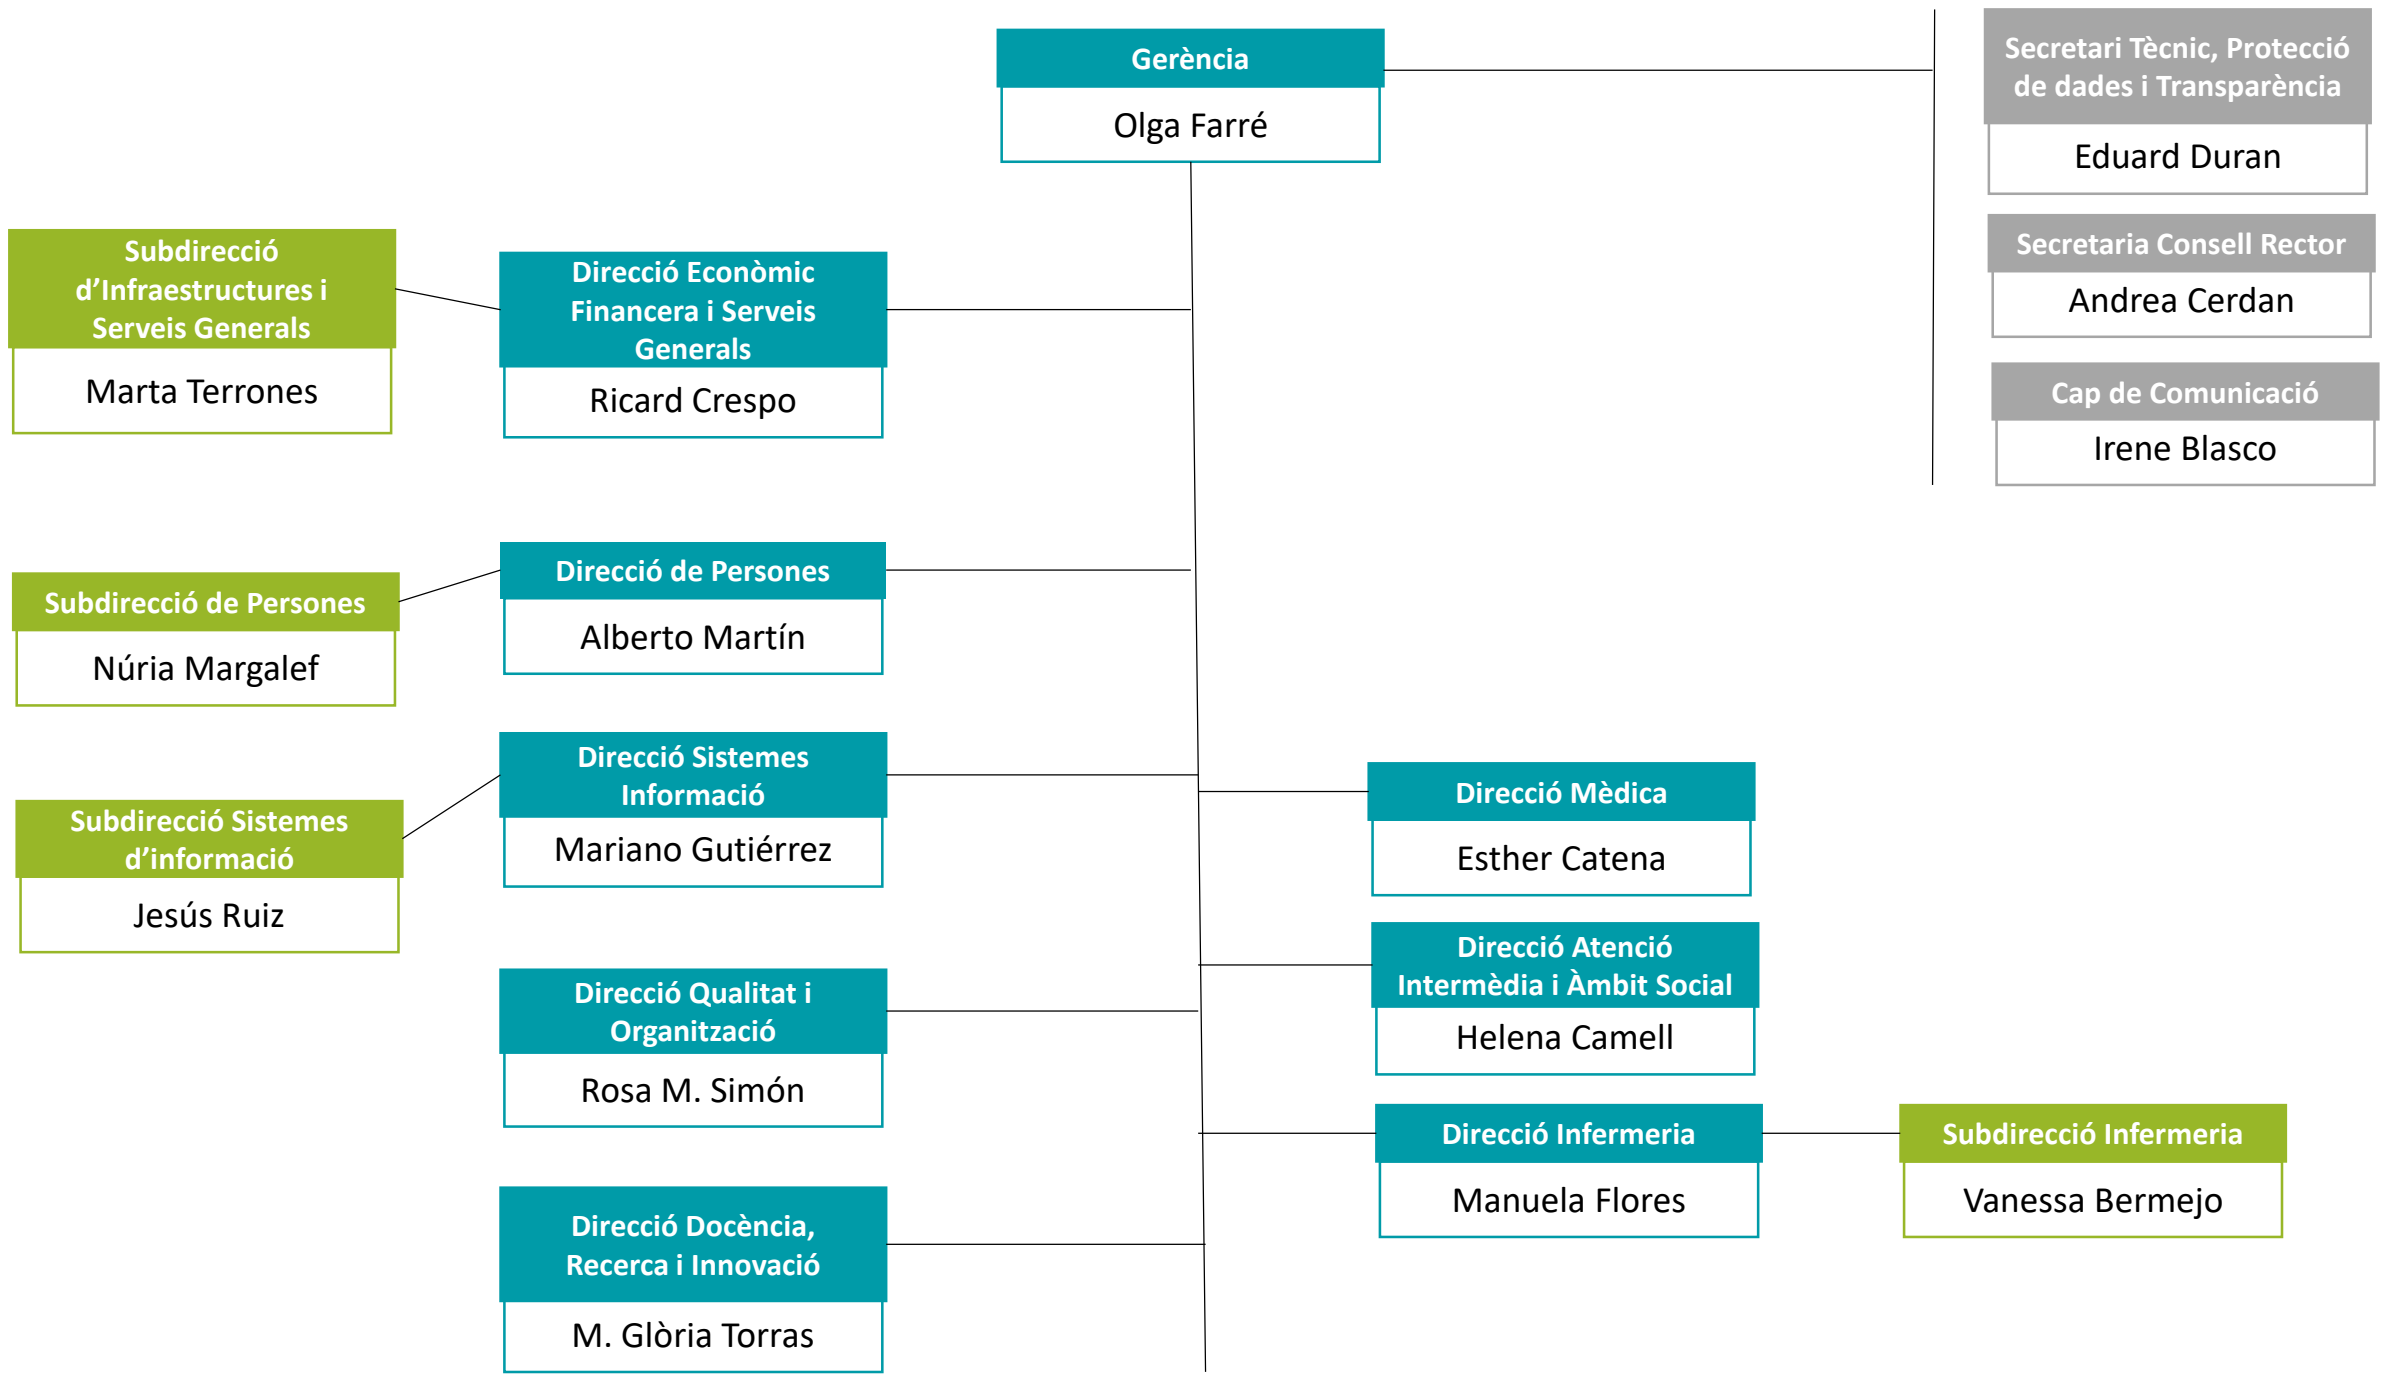 Gerència
Olga Farré
Secretari Tècnic, Protecció
de dades i Transparència
Eduard Duran
Secretaria Consell Rector
Andrea Cerdan
Cap de Comunicació
Irene Blasco
Subdirecció
d’Infraestructures i
Serveis Generals
Marta Terrones
Direcció Econòmic
Financera i Serveis
Generals
Ricard Crespo
Subdirecció de Persones
Núria Margalef
Direcció de Persones
Alberto Martín
Subdirecció Sistemes
d’informació
Jesús Ruiz
Direcció Sistemes
Informació
Mariano Gutiérrez
Direcció Qualitat i
Organització
Rosa M. Simón
Direcció Docència,
Recerca i Innovació
M. Glòria Torras
Direcció Mèdica
Esther Catena
Direcció Atenció
Intermèdia i Àmbit Social
Helena Camell
Direcció Infermeria
Manuela Flores
Subdirecció Infermeria
Vanessa Bermejo